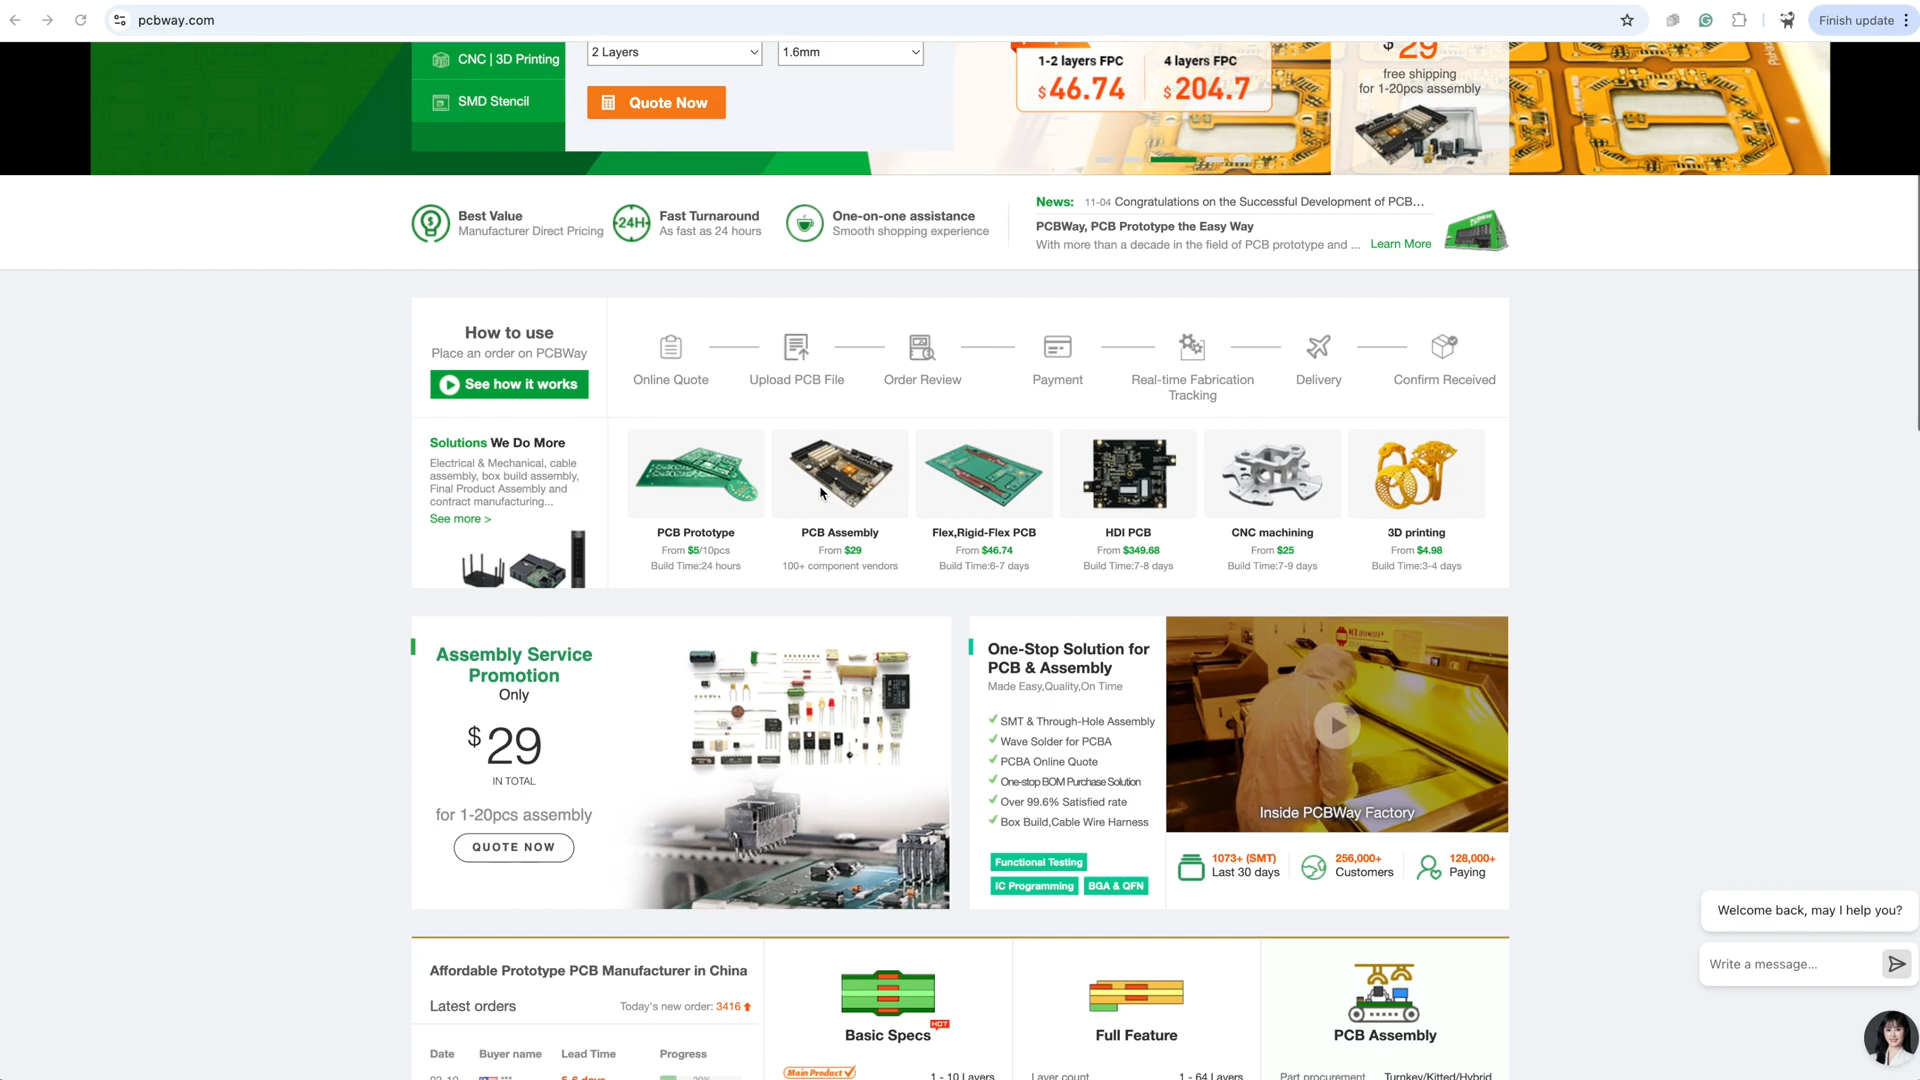 pcbway.com
Finish update
CNC | 3D Printing
SMD Stencil
2 Layers
1.6mm
Quote Now
1-2 layers FPC
$46.74
4 layers FPC
$204.7
$29
free shipping
for 1-20pcs assembly
Best Value
Manufacturer Direct Pricing
24H
Fast Turnaround
As fast as 24 hours
One-on-one assistance
Smooth shopping experience
News: 11-04 Congratulations on the Successful Development of PCB...
PCBWay, PCB Prototype the Easy Way
With more than a decade in the field of PCB prototype and ... Learn More
How to use
Place an order on PCBWay
See how it works
Online Quote
Upload PCB File
Order Review
Payment
Real-time Fabrication
Tracking
Delivery
Confirm Received
Solutions We Do More
Electrical & Mechanical, cable
assembly, box build assembly,
Final Product Assembly and
contract manufacturing...
See more >
PCB Prototype
From $5/10pcs
Build Time:24 hours
PCB Assembly
From $29
100+ component vendors
Flex,Rigid-Flex PCB
From $46.74
Build Time:6-7 days
HDI PCB
From $349.68
Build Time:7-8 days
CNC machining
From $25
Build Time:7-9 days
3D printing
From $4.98
Build Time:3-4 days
Assembly Service
Promotion
Only
$29
IN TOTAL
for 1-20pcs assembly
QUOTE NOW
One-Stop Solution for
PCB & Assembly
Made Easy,Quality,On Time
SMT & Through-Hole Assembly
Wave Solder for PCBA
PCBA Online Quote
One-stop BOM Purchase Solution
Over 99.6% Satisfied rate
Box Build,Cable Wire Harness
Functional Testing
IC Programming
BGA & QFN
Inside PCBWay Factory
1073+ (SMT)
Last 30 days
256,000+
Customers
128,000+
Paying
Welcome back, may I help you?
Write a message...
Affordable Prototype PCB Manufacturer in China
Latest orders
Today's new order: 3416
Date
Buyer name
Lead Time
Progress
Basic Specs
HOT
Main Product
1 - 10 Layers
Full Feature
Layer count
1 - 64 Layers
PCB Assembly
Part procurement
Turnkey/Kitted/Hybrid